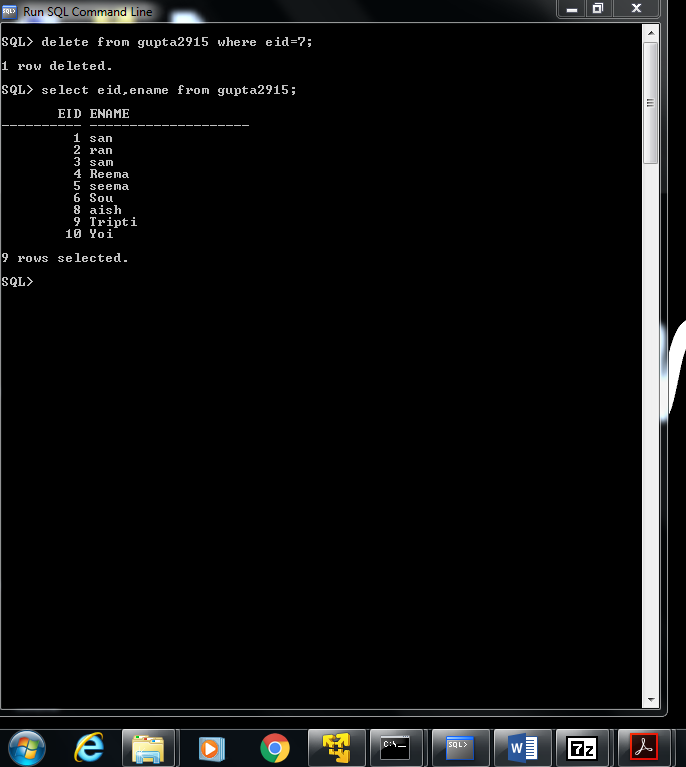 Run SQL Command Line
SQL> delete from gupta2915 where eid=7;
1 row deleted.
SQL> select eid,ename from gupta2915;
EID ENAME
---------- --------------------
1 san
2 ran
3 sam
4 Reema
5 seema
6 Sou
8 aish
9 Tripti
10 Yoi
9 rows selected.
SQL>
C:\_
SQL>
W
7z